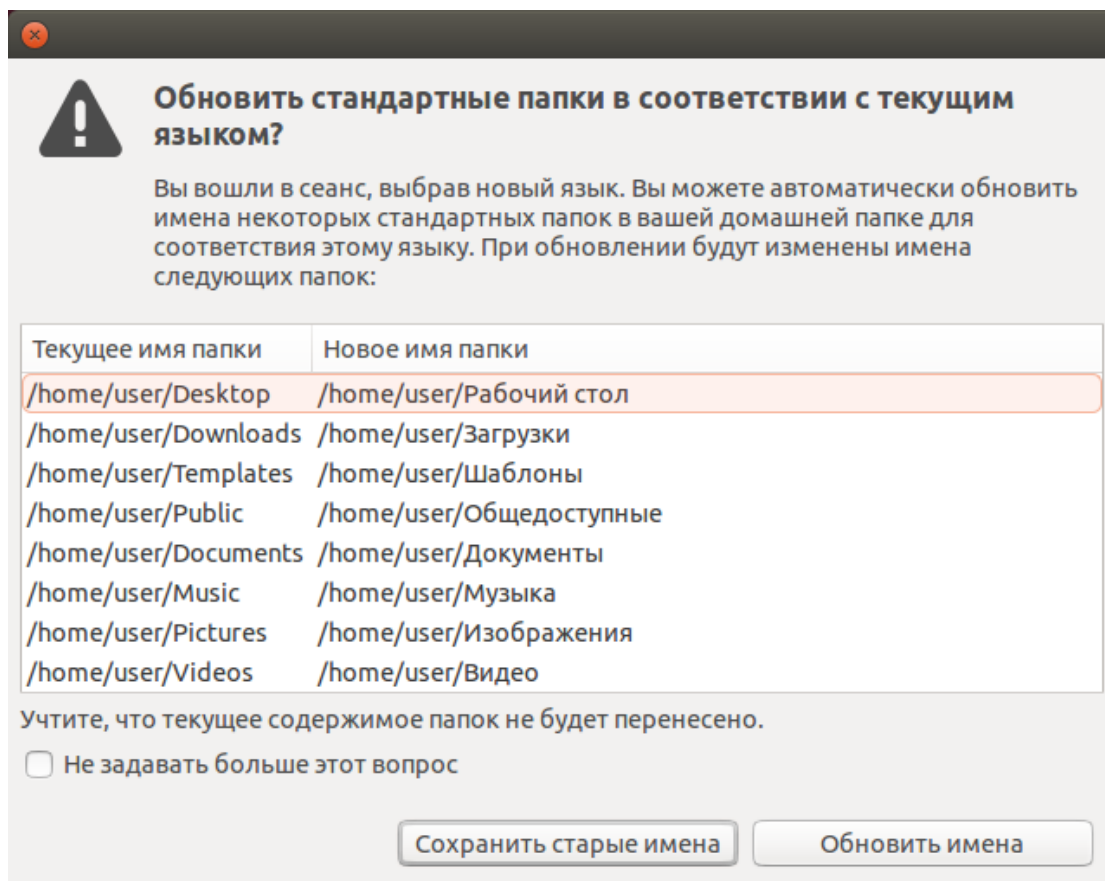 Обновить стандартные папки в соответствии с текущим
языком?
Вы вошли в сеанс, выбрав новый язык. Вы можете автоматически обновить
имена некоторых стандартных папок в вашей домашней папке для
соответствия этому языку. При обновлении будут изменены имена
следующих папок:
Текущее имя папки Новое имя папки
/home/user/Desktop /home/user/Рабочий стол
/home/user/Downloads /home/user/Загрузки
/home/user/Templates /home/user/Шаблоны
/home/user/Public /home/user/Общедоступные
/home/user/Documents /home/user/Документы
/home/user/Music /home/user/Музыка
/home/user/Pictures /home/user/Изображения
/home/user/Videos /home/user/Видео
Учтите, что текущее содержимое папок не будет перенесено.
Не задавать больше этот вопрос
Сохранить старые имена Обновить имена